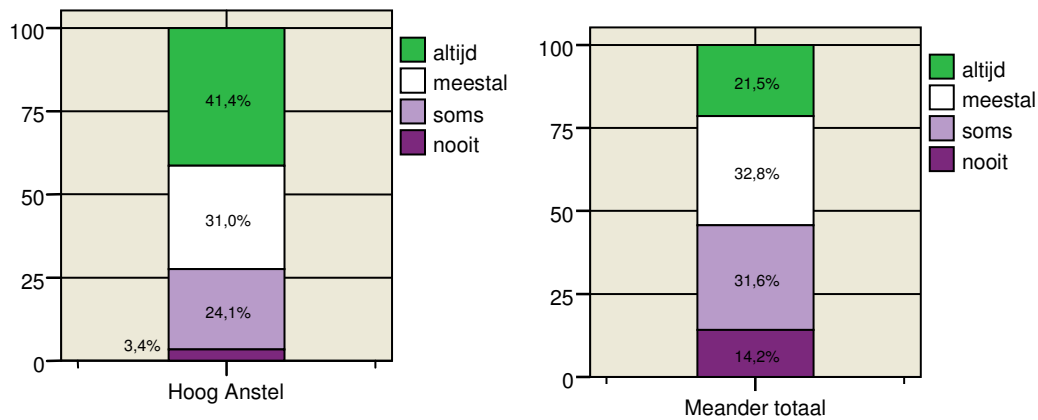 100
75
50
25
0
41,4%
31,0%
24,1%
3,4%
Hoog Anstel
altijd
meestal
soms
nooit
100
75
50
25
0
21,5%
32,8%
31,6%
14,2%
Meander totaal
altijd
meestal
soms
nooit